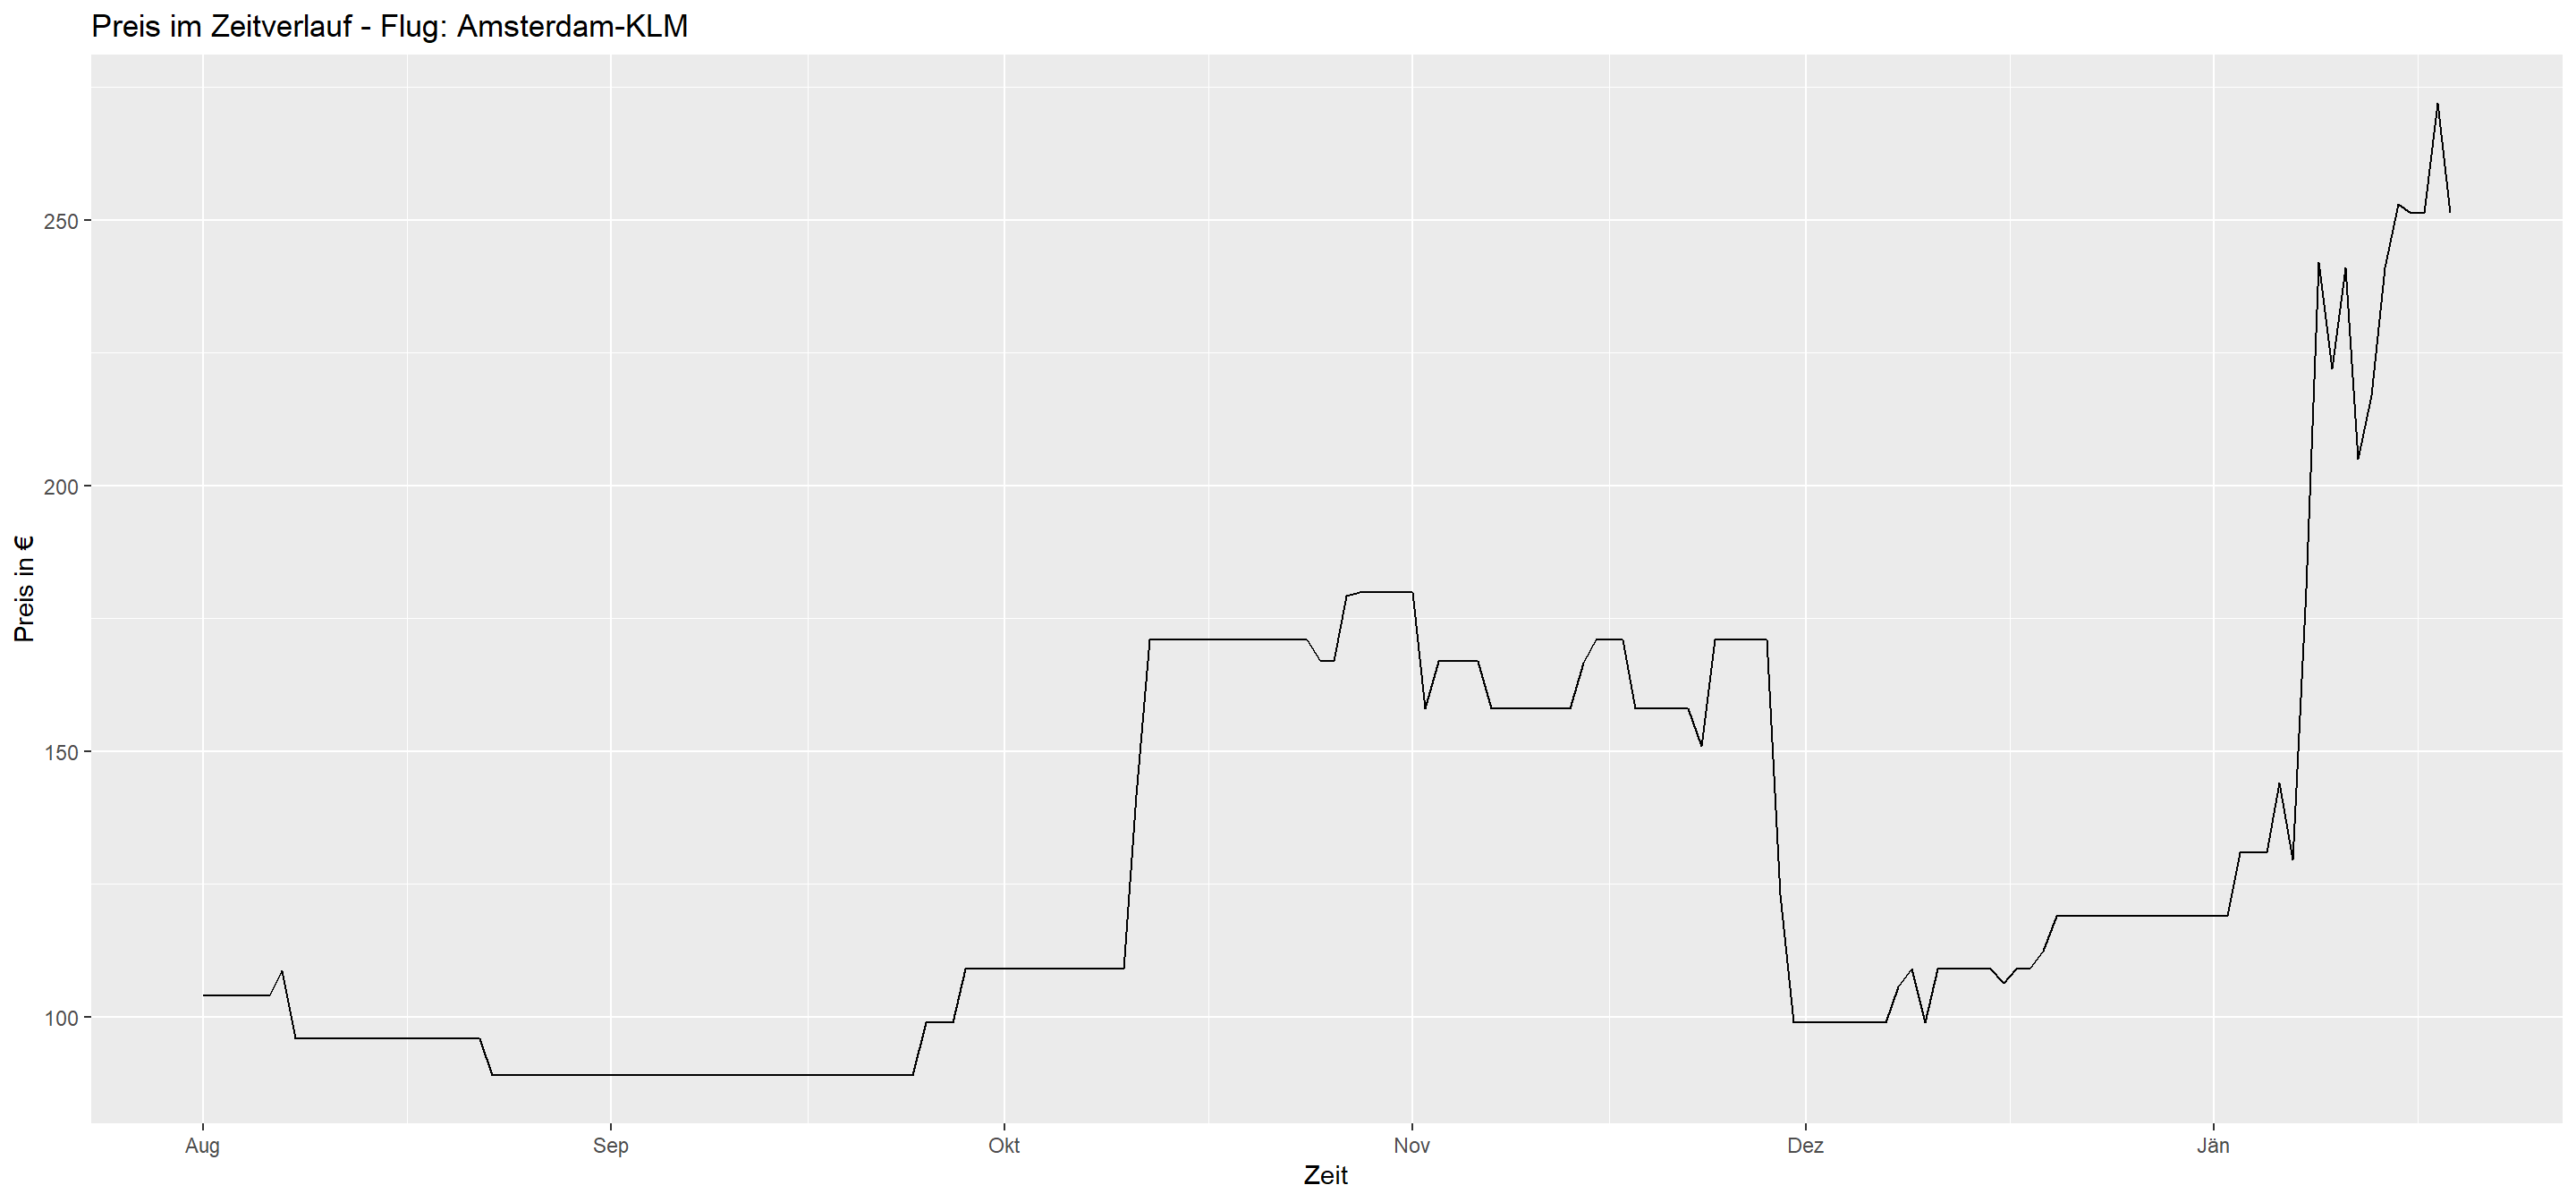 Preis im Zeitverlauf - Flug: Amsterdam-KLM
250
200
150
100
Preis in €
Aug Sep Okt Nov Dez Jän
Zeit